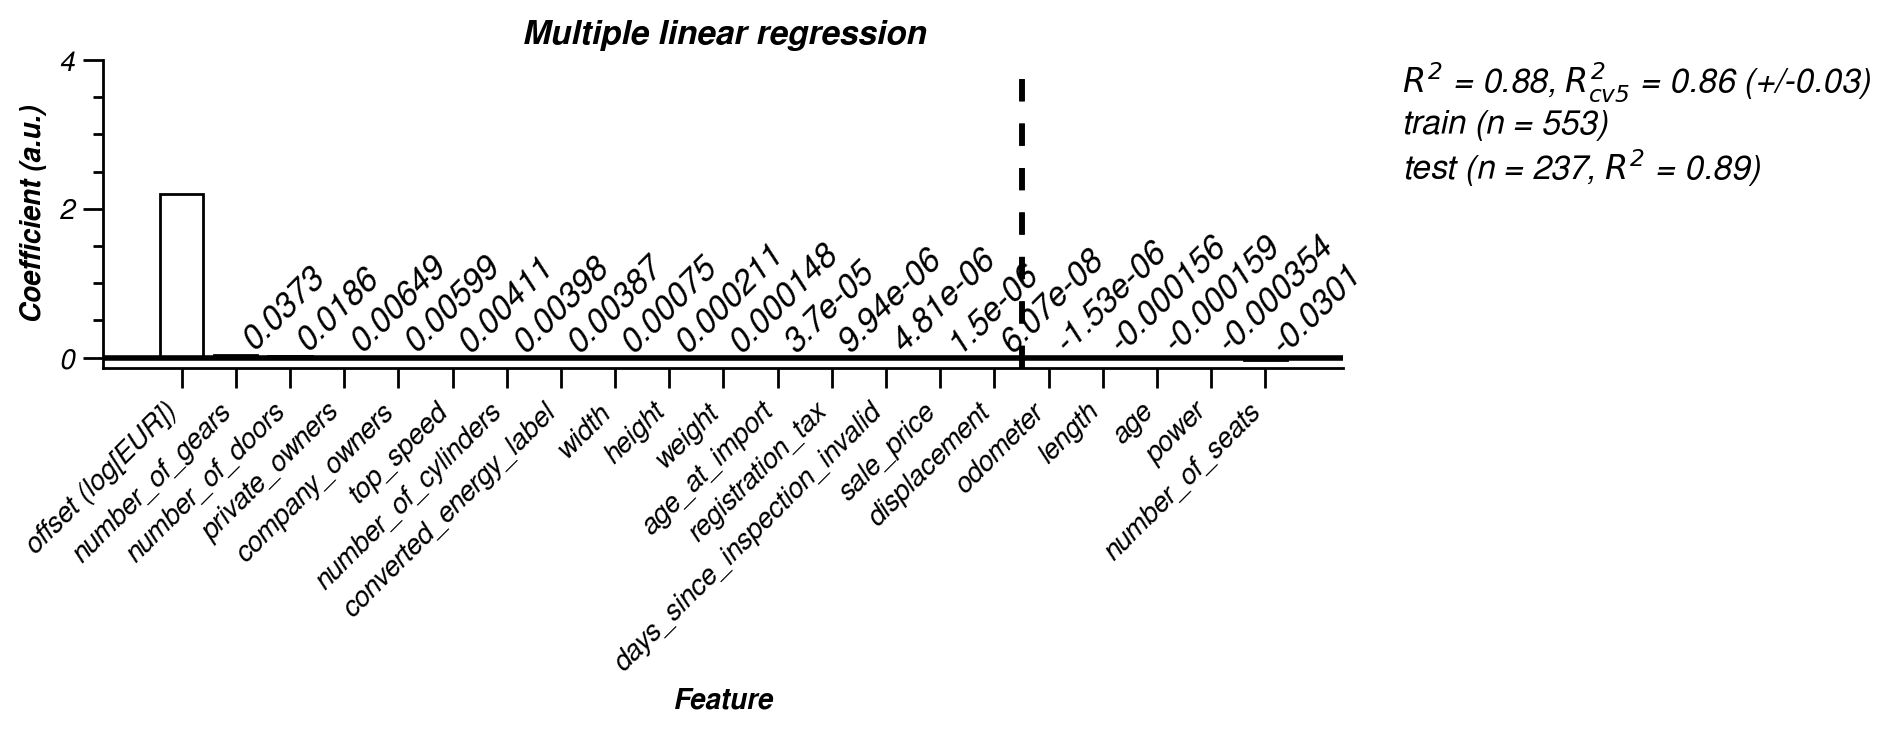 Multiple linear regression
R² = 0.88, R²cv5 = 0.86 (+/-0.03)
train (n = 553)
test (n = 237, R² = 0.89)
Coefficient (a.u.)
4
2
0
0.0373
0.0186
0.00649
0.00599
0.00411
0.00398
0.00387
0.00075
0.000211
0.000148
3.7e-05
9.94e-06
4.81e-06
1.5e-06
6.07e-08
-1.53e-06
-0.000156
-0.000159
-0.000354
-0.0301
offset (log[EUR])
number_of_gears
number_of_doors
private_owners
company_owners
top_speed
number_of_cylinders
converted_energy_label
width
height
weight
age_at_import
registration_tax
days_since_inspection_invalid
sale_price
displacement
odometer
length
age
power
number_of_seats
Feature